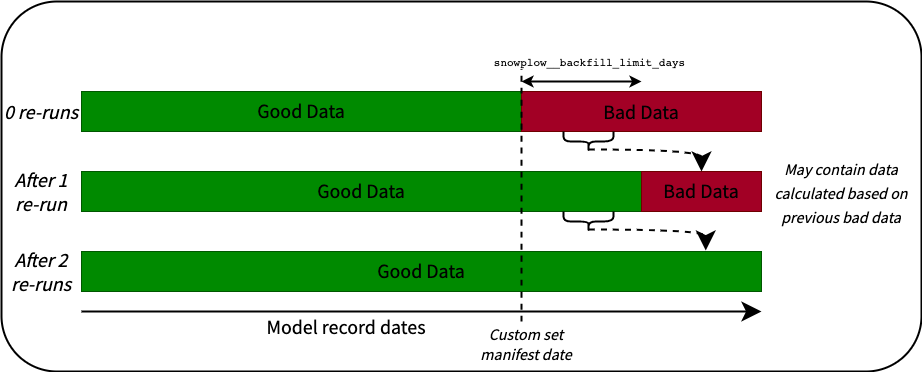 snowplow__backfill_limit_days
0 re-runs
Good Data
Bad Data
After 1
re-run
Good Data
Bad Data
May contain data
calculated based on
previous bad data
After 2
re-runs
Good Data
Model record dates
Custom set
manifest date